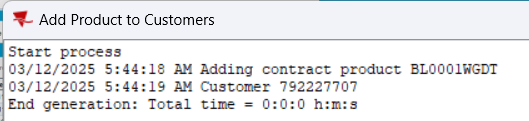 Add Product to Customers
Start process
03/12/2025 5:44:18 AM Adding contract product BL0001WGDT
03/12/2025 5:44:19 AM Customer 792227707
End generation: Total time = 0:0:0 h:m:s